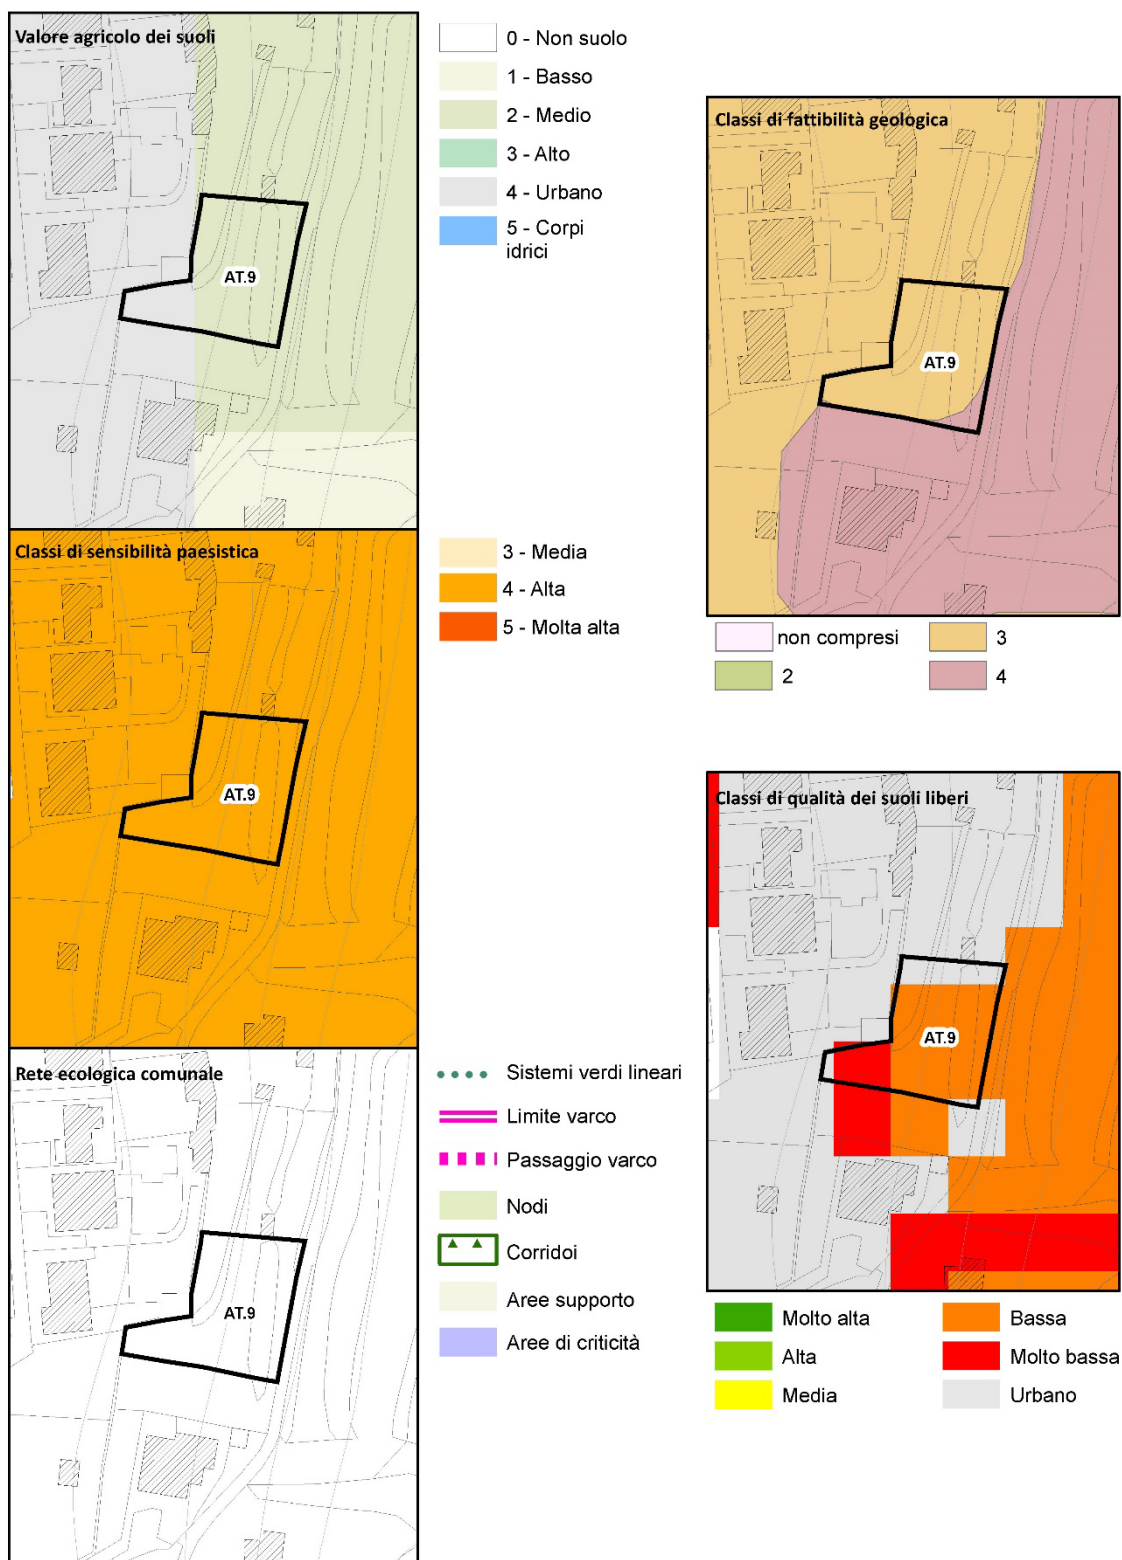 Valore agricolo dei suoli
AT.9
0 - Non suolo
1 - Basso
2 - Medio
3 - Alto
4 - Urbano
5 - Corpi
idrici
Classi di fattibilità geologica
AT.9
non compresi
3
2
4
Classi di sensibilità paesistica
AT.9
3 - Media
4 - Alta
5 - Molta alta
Classi di qualità dei suoli liberi
AT.9
Molto alta
Bassa
Alta
Molto bassa
Media
Urbano
Rete ecologica comunale
AT.9
Sistemi verdi lineari
Limite varco
Passaggio varco
Nodi
Corridoi
Aree supporto
Aree di criticità